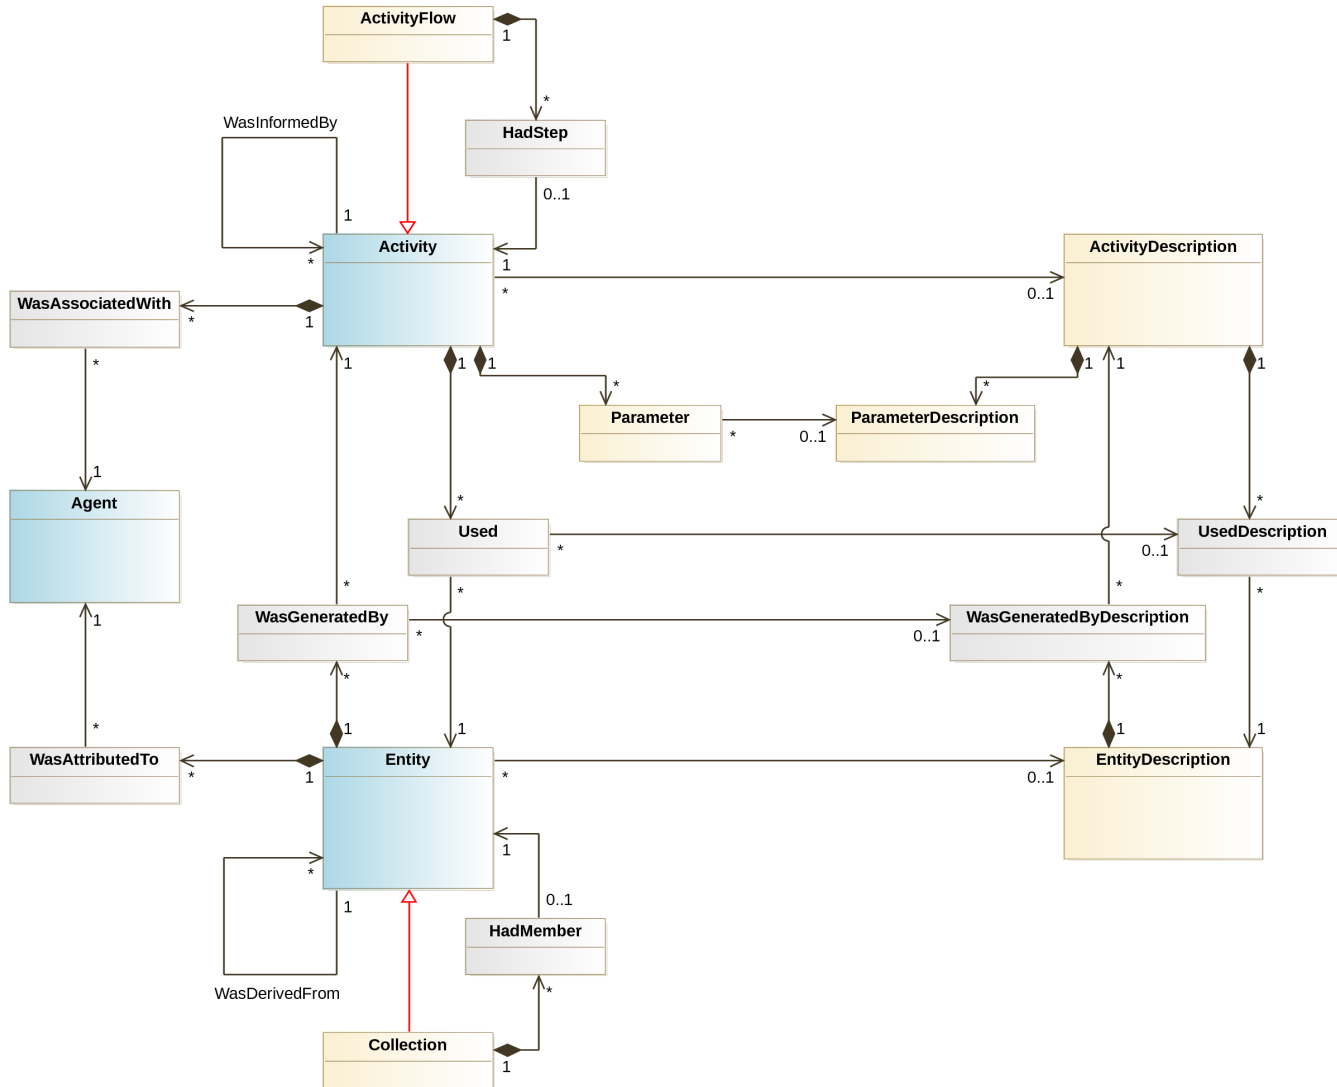 ActivityFlow
1
*
HadStep
WasInformedBy
0..1
1
Activity
ActivityDescription
*
1
*
0..1
WasAssociatedWith
*
1
*
1
1
1
1
1
1
*
*
Parameter
ParameterDescription
*
0..1
1
Agent
*
*
Used
UsedDescription
*
0..1
*
*
*
*
1
WasGeneratedBy
WasGeneratedByDescription
*
0..1
*
*
*
1
1
1
1
WasAttributedTo
Entity
EntityDescription
*
1
*
0..1
1
*
0..1
1
HadMember
WasDerivedFrom
*
Collection
1